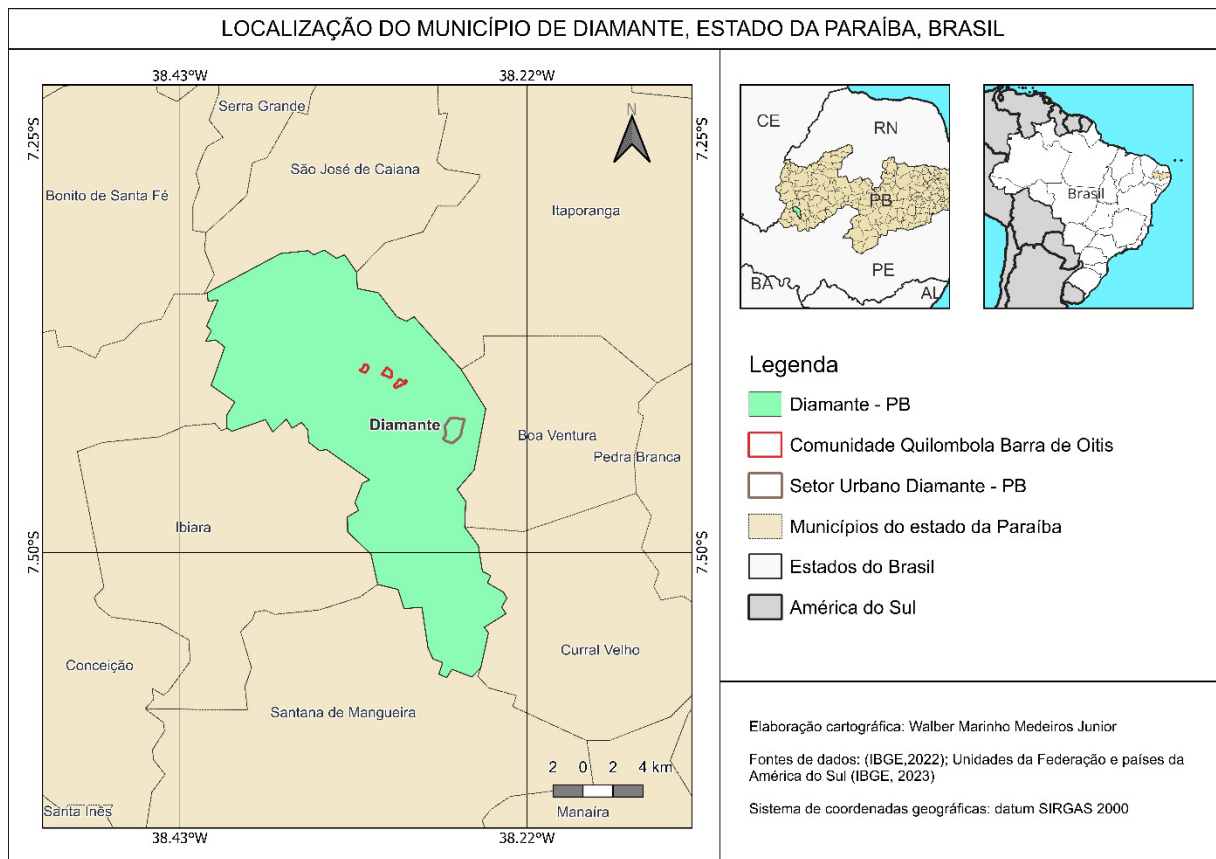 LOCALIZAÇÃO DO MUNICÍPIO DE DIAMANTE, ESTADO DA PARAÍBA, BRASIL
38.43°W
38.22°W
7.25°S
7.25°S
N
Serra Grande
São José de Caiana
Bonito de Santa Fé
Itaporanga
Diamante
Boa Ventura
Pedra Branca
Ibiara
7.50°S
7.50°S
Curral Velho
Conceição
Santana de Mangueira
2 0 2 4 km
Santa Inês
Manaíra
38.43°W
38.22°W
CE
RN
PB
PE
BA
AL
Brasil
Legenda
Diamante - PB
Comunidade Quilombola Barra de Oitis
Setor Urbano Diamante - PB
Municípios do estado da Paraíba
Estados do Brasil
América do Sul
Elaboração cartográfica: Walber Marinho Medeiros Junior
Fontes de dados: (IBGE,2022); Unidades da Federação e países da
América do Sul (IBGE, 2023)
Sistema de coordenadas geográficas: datum SIRGAS 2000